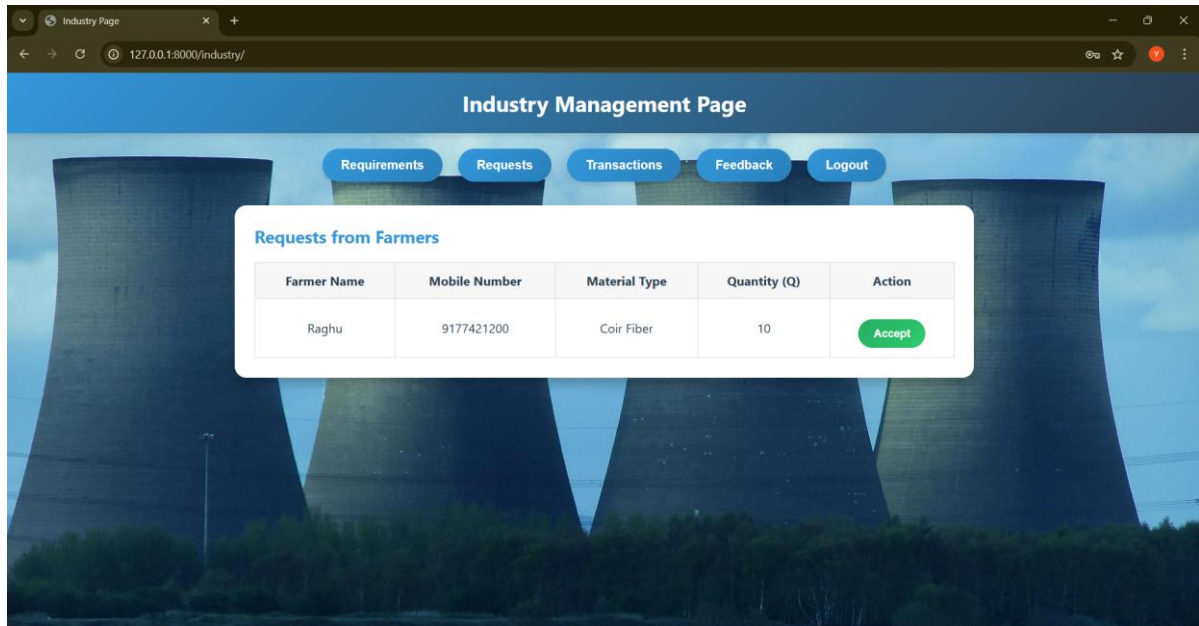 Industry Page
127.0.0.1:8000/industry/
Y
Industry Management Page
Requirements Requests Transactions Feedback Logout
Requests from Farmers
Farmer Name Mobile Number Material Type Quantity (Q) Action
Raghu 9177421200 Coir Fiber 10 Accept